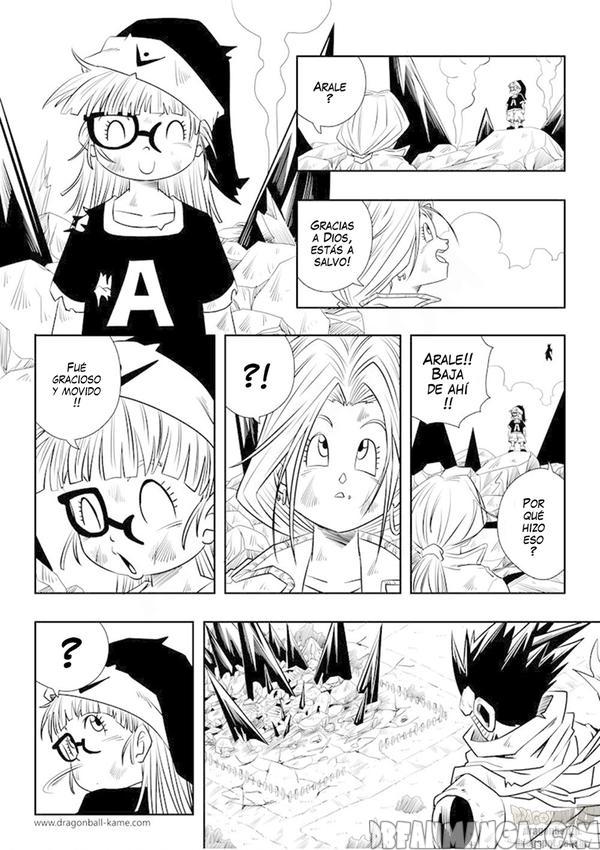 ARALE
?
GRACIAS
A DIOS,
ESTÁS
A
SALVO!
A
FUÉ
GRACIOSO
Y MOVIDO
!!
?!
ARALE!!
BAJA
DE AHÍ
!!
POR
QUÉ
HIZO
ESO
?
?
www.dragonball-kame.com
DBFANMANGA.COM